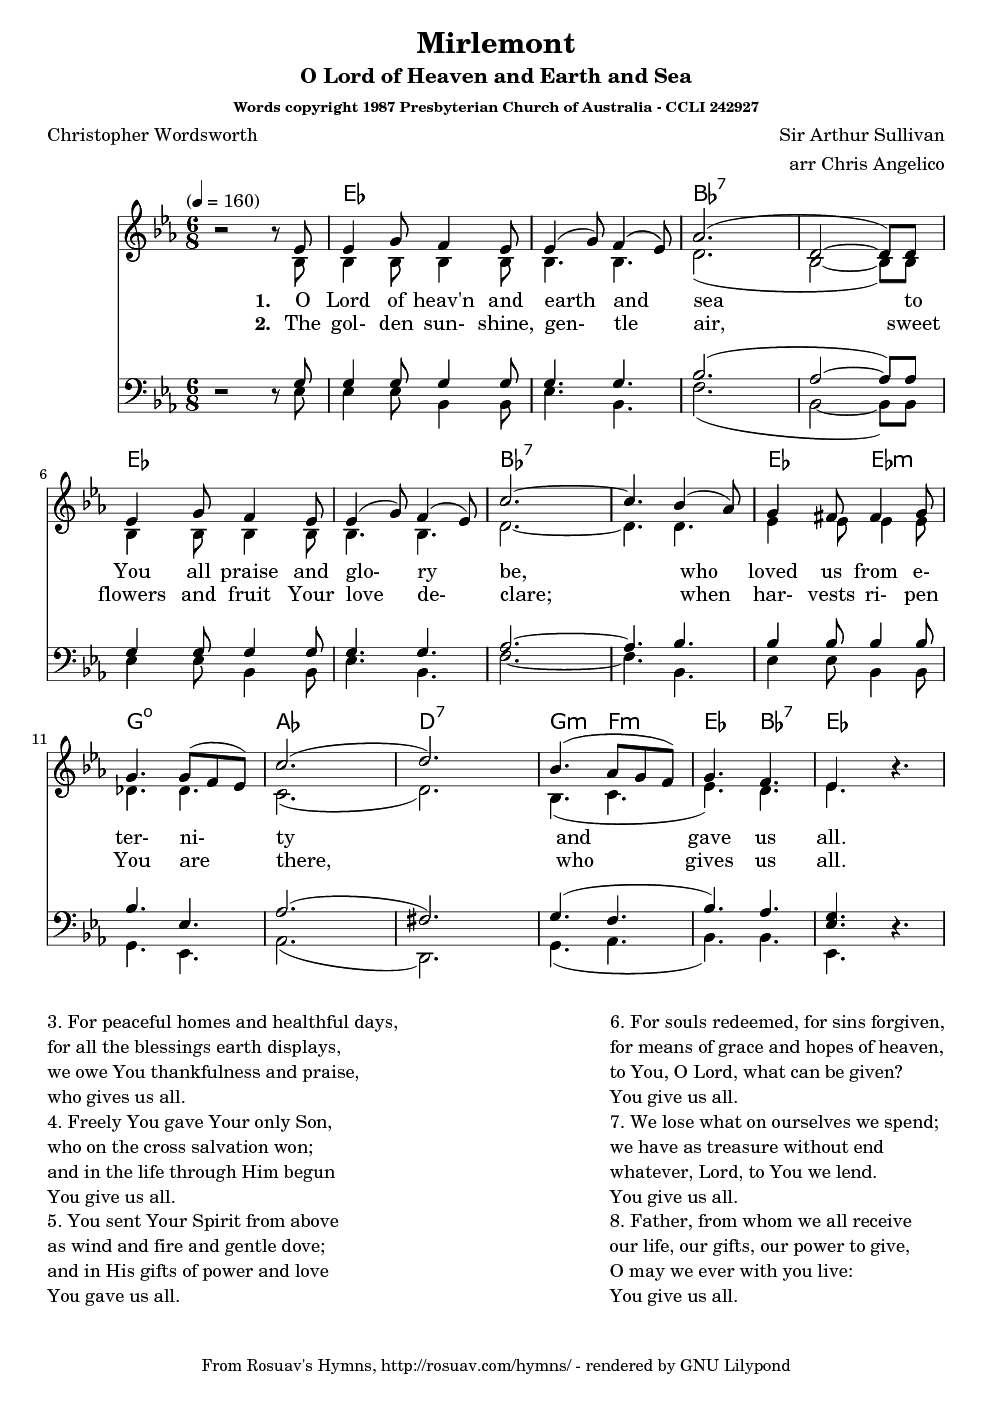 Mirlemont
O Lord of Heaven and Earth and Sea
Words copyright 1987 Presbyterian Church of Australia - CCLI 242927
Christopher Wordsworth
Sir Arthur Sullivan
arr Chris Angelico
(♩ = 160)
E♭ B♭7
6 8
1. O Lord of heav'n and earth and sea to
2. The gol- den sun- shine, gen- tle air, sweet
6 8
E♭ B♭7 E♭ E♭m
6
You all praise and glo- ry be, who loved us from e-
flowers and fruit Your love de- clare; when har- vests ri- pen
G° A♭ D7 Gm Fm E♭ B♭7 E♭
11
ter- ni- ty and gave us all.
You are there, who gives us all.
3. For peaceful homes and healthful days,
for all the blessings earth displays,
we owe You thankfulness and praise,
who gives us all.
4. Freely You gave Your only Son,
who on the cross salvation won;
and in the life through Him begun
You give us all.
5. You sent Your Spirit from above
as wind and fire and gentle dove;
and in His gifts of power and love
You gave us all.
6. For souls redeemed, for sins forgiven,
for means of grace and hopes of heaven,
to You, O Lord, what can be given?
You give us all.
7. We lose what on ourselves we spend;
we have as treasure without end
whatever, Lord, to You we lend.
You give us all.
8. Father, from whom we all receive
our life, our gifts, our power to give,
O may we ever with you live:
You give us all.
From Rosuav's Hymns, http://rosuav.com/hymns/ - rendered by GNU Lilypond